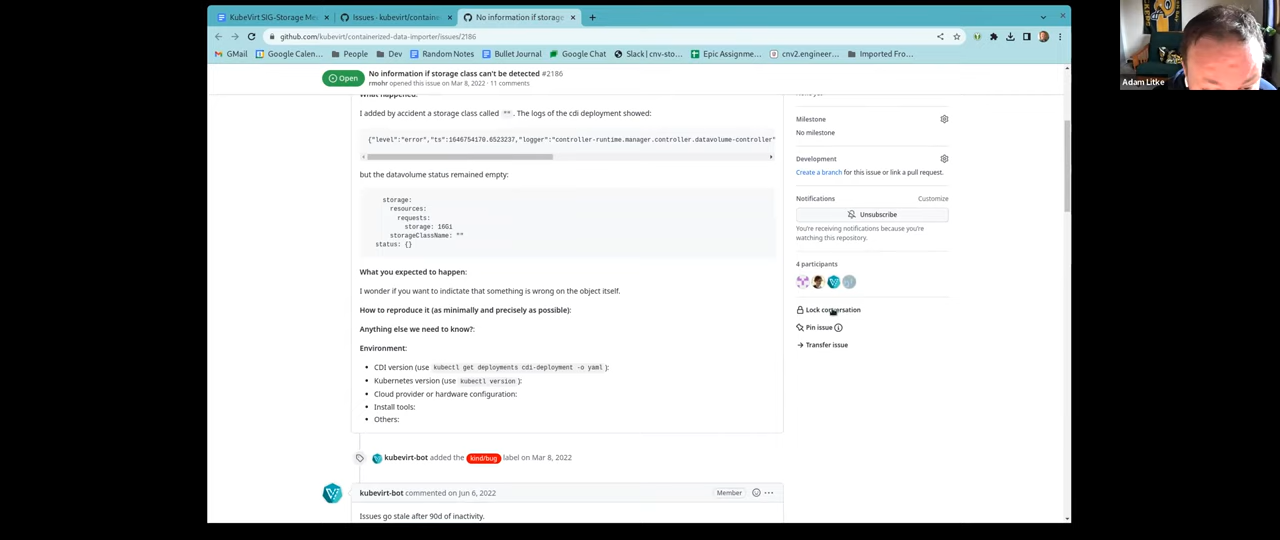 KubeVirt SIG-Storage Me
Issues · kubevirt/containe
No information if storage
github.com/kubevirt/containerized-data-importer/issues/2186
GMail
Google Calen...
People
Dev
Random Notes
Bullet Journal
Google Chat
Slack | cnv-sto...
Epic Assignme...
cnv2.engineer...
Imported Fro...
Adam Litke
Open
No information if storage class can't be detected #2186
rmohr opened this issue on Mar 8, 2022 · 11 comments
What happened:
I added by accident a storage class called "". The logs of the cdi deployment showed:
{"level":"error","ts":1646754170.6523237,"logger":"controller-runtime.manager.controller.datavolume-controller"
but the datavolume status remained empty:
storage:
resources:
requests:
storage: 16Gi
storageClassName: ""
status: {}
What you expected to happen:
I wonder if you want to indictate that something is wrong on the object itself.
How to reproduce it (as minimally and precisely as possible):
Anything else we need to know?:
Environment:
• CDI version (use kubectl get deployments cdi-deployment -o yaml ):
• Kubernetes version (use kubectl version ):
• Cloud provider or hardware configuration:
• Install tools:
• Others:
kubevirt-bot added the kind/bug label on Mar 8, 2022
kubevirt-bot commented on Jun 6, 2022
Member
Issues go stale after 90d of inactivity.
None yet
Milestone
No milestone
Development
Create a branch for this issue or link a pull request.
Notifications
Customize
Unsubscribe
You're receiving notifications because you're
watching this repository.
4 participants
Lock conversation
Pin issue
Transfer issue